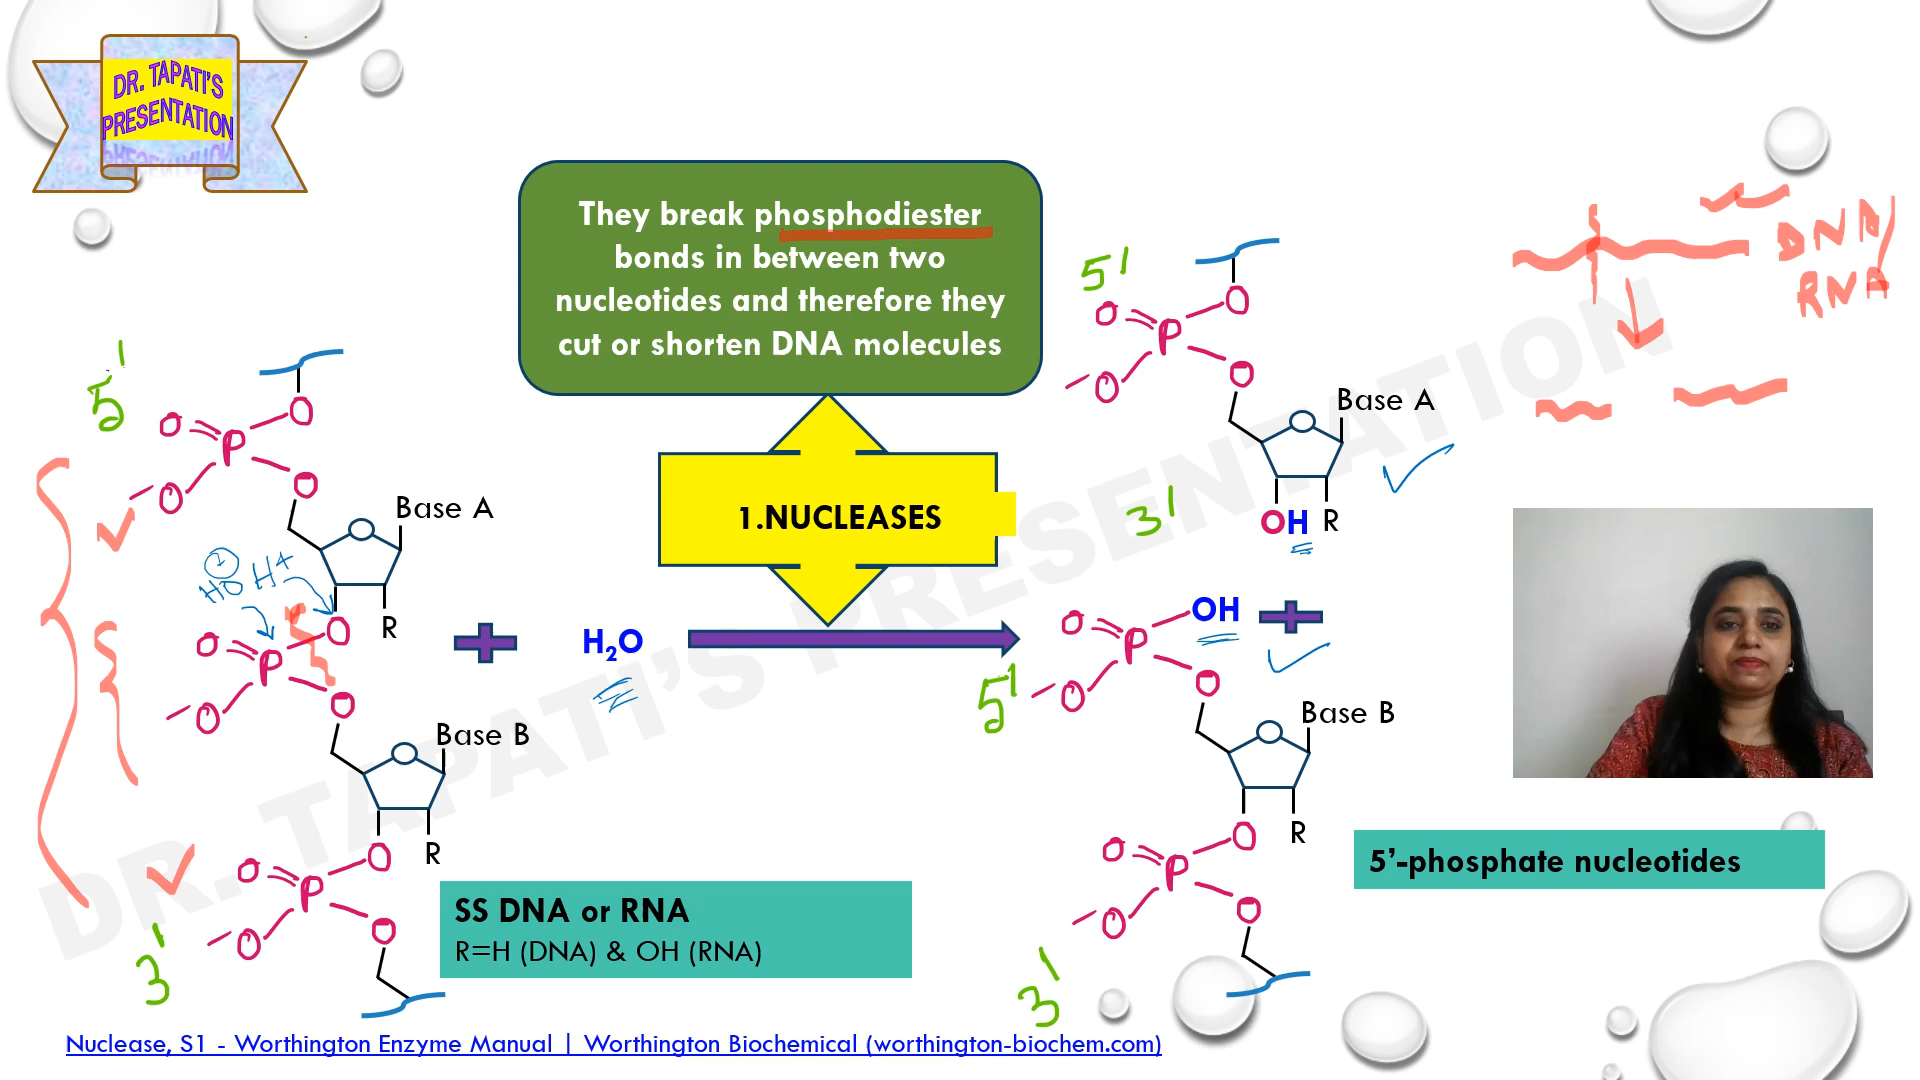 DR. TAPATI'S
PRESENTATION
They break phosphodiester
bonds in between two
nucleotides and therefore they
cut or shorten DNA molecules
1.NUCLEASES
5'
O
O
P
O
-O
Base A
HO H+
R
O
O
P
O
-O
Base B
R
O
O
P
-O
O
3'
H2O
SS DNA or RNA
R=H (DNA) & OH (RNA)
5'
O
O
P
O
-O
Base A
3'
OH R
OH
O
P
5'
-O
O
Base B
R
O
O
P
-O
O
3'
DNA
RNA
5’-phosphate nucleotides
DR. TAPATI’S PRESENTATION
Nuclease, S1 - Worthington Enzyme Manual | Worthington Biochemical (worthington-biochem.com)